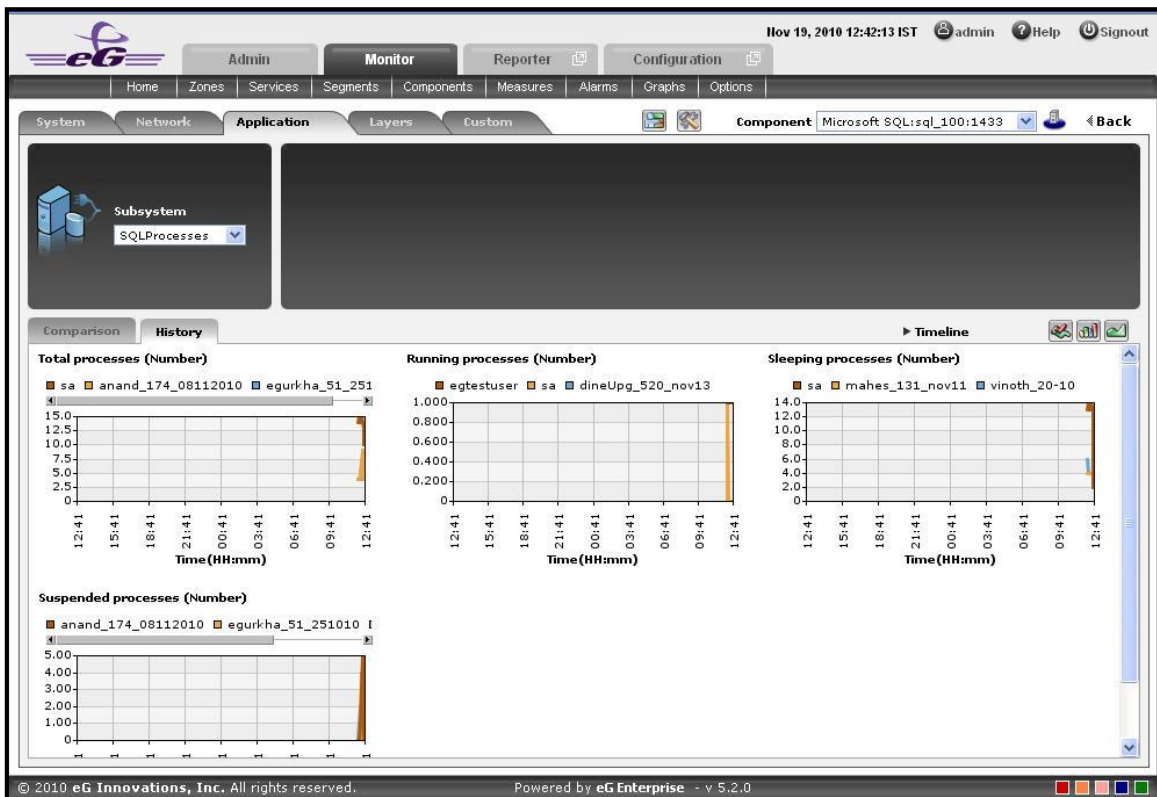 Nov 19, 2010 12:42:13 IST admin Help Signout
eG
Admin Monitor Reporter Configuration
Home Zones Services Segments Components Measures Alarms Graphs Options
System Network Application Layers Custom Component Microsoft SQL:sql_100:1433 Back
Subsystem
SQLProcesses
Comparison History Timeline
Total processes (Number)
sa anand_174_08112010 egurkha_51_251
15.0
12.5
10.0
7.5
5.0
2.5
0
12:41 15:41 18:41 21:41 00:41 03:41 06:41 09:41 12:41
Time(HH:mm)
Running processes (Number)
egtestuser sa dineUpg_520_nov13
1.000
0.800
0.600
0.400
0.200
0
12:41 15:41 18:41 21:41 00:41 03:41 06:41 09:41 12:41
Time(HH:mm)
Sleeping processes (Number)
sa mahes_131_nov11 vinoth_20-10
14.0
12.0
10.0
8.0
6.0
4.0
2.0
0
12:41 15:41 18:41 21:41 00:41 03:41 06:41 09:41 12:41
Time(HH:mm)
Suspended processes (Number)
anand_174_08112010 egurkha_51_251010
5.00
4.00
3.00
2.00
1.00
0
© 2010 eG Innovations, Inc. All rights reserved. Powered by eG Enterprise - v 5.2.0